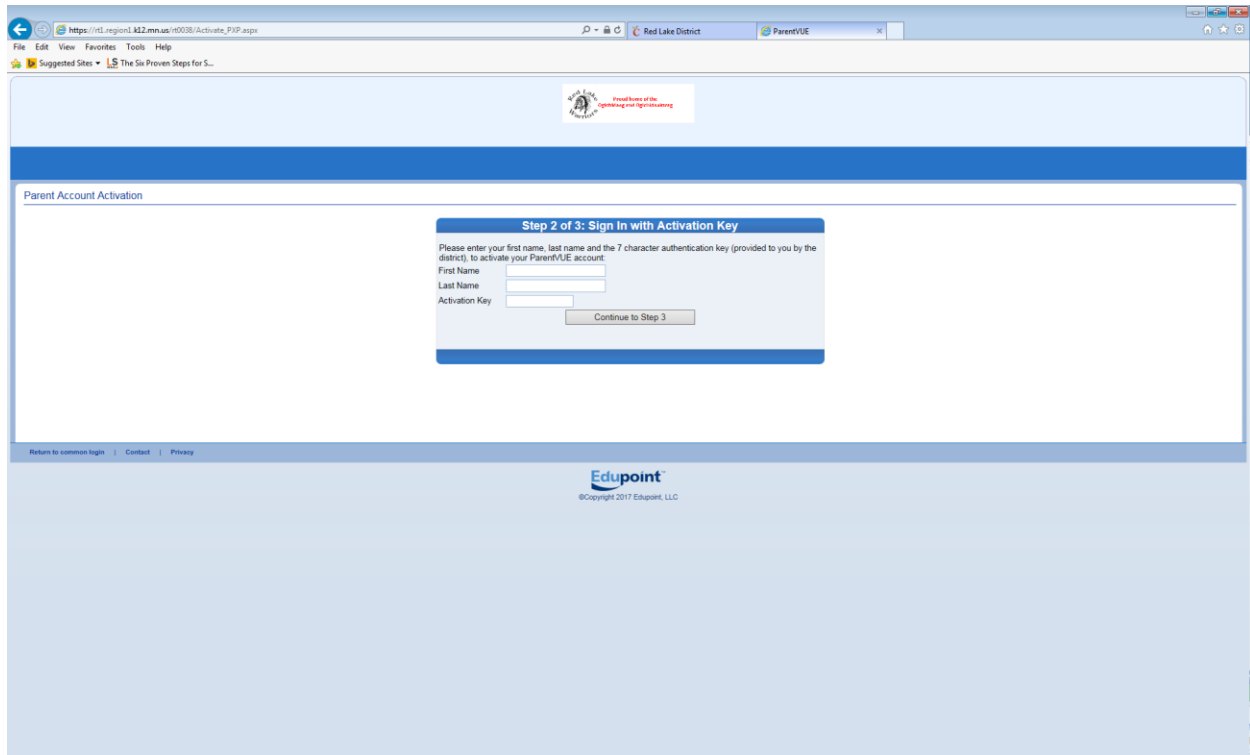 https://rt1.region1.k12.mn.us/rt0038/Activate_PXP.aspx
Red Lake District
ParentVUE
File Edit View Favorites Tools Help
Suggested Sites
The Six Proven Steps for S...
Red Lake
Warriors
Proud home of the
Parent Account Activation
Step 2 of 3: Sign In with Activation Key
Please enter your first name, last name and the 7 character authentication key (provided to you by the
district), to activate your ParentVUE account:
First Name
Last Name
Activation Key
Continue to Step 3
Return to common login | Contact | Privacy
Edupoint™
©Copyright 2017 Edupoint, LLC